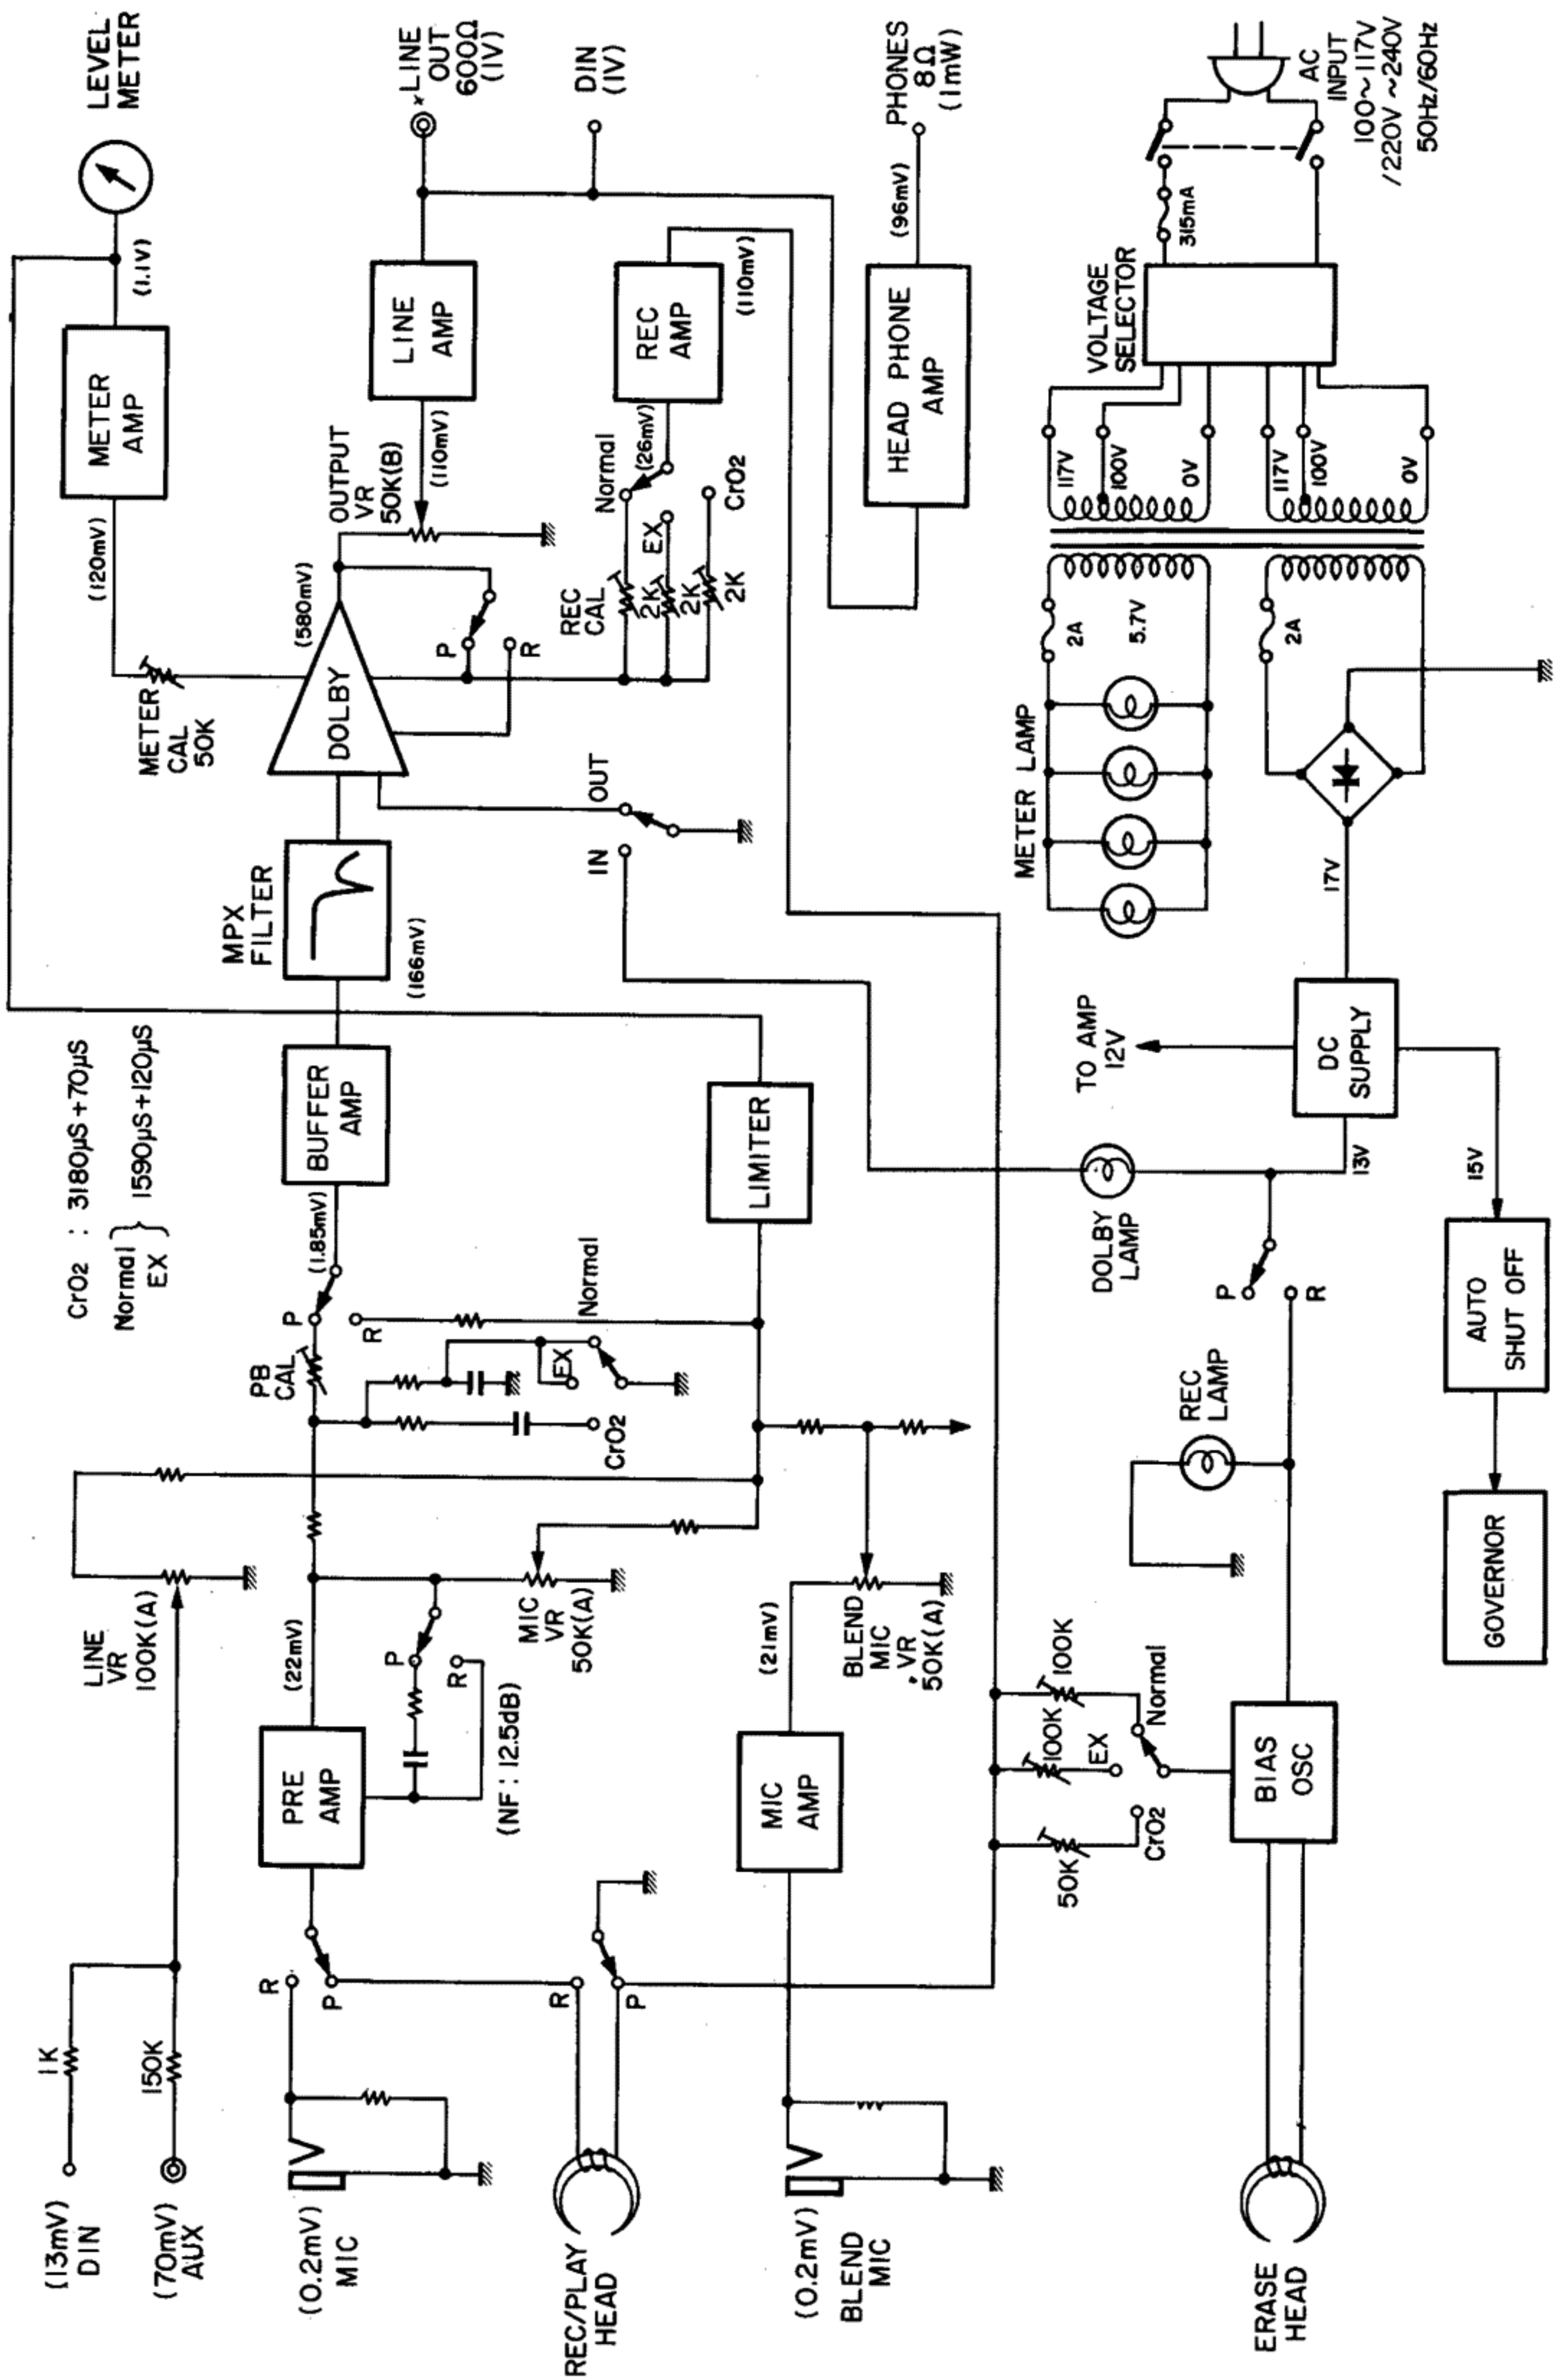 (13mV)
DIN
1K
(70mV)
AUX
150K
LINE
VR
100K(A)
CrO2 : 3180µS+70µS
Normal
EX
1590µS+120µS
METER
CAL
50K
(120mV)
METER
AMP
(1.1V)
LEVEL
METER
(0.2mV)
MIC
R
P
PRE
AMP
(22mV)
P
R
(NF: 12.5dB)
MIC
VR
50K(A)
PB
CAL
P
R
(1.85mV)
CrO2
EX
Normal
BUFFER
AMP
MPX
FILTER
(166mV)
DOLBY
(580mV)
P
R
OUTPUT
VR
50K(B)
(110mV)
LINE
AMP
*LINE
OUT
600Ω
(1V)
DIN
(1V)
REC/PLAY
HEAD
R
P
IN
OUT
REC
CAL
2K
2K
2K
Normal
EX
CrO2
(26mV)
REC
AMP
(110mV)
(0.2mV)
BLEND
MIC
MIC
AMP
(21mV)
BLEND
MIC
VR
50K(A)
LIMITER
HEAD PHONE
AMP
(96mV)
PHONES
8Ω
(1mW)
50K
100K
100K
CrO2
EX
Normal
ERASE
HEAD
BIAS
OSC
REC
LAMP
P
R
DOLBY
LAMP
TO AMP
12V
13V
DC
SUPPLY
17V
15V
AUTO
SHUT OFF
GOVERNOR
METER LAMP
2A
5.7V
2A
117V
100V
0V
117V
100V
0V
VOLTAGE
SELECTOR
315mA
AC
INPUT
100~117V
/220V~240V
50Hz/60Hz